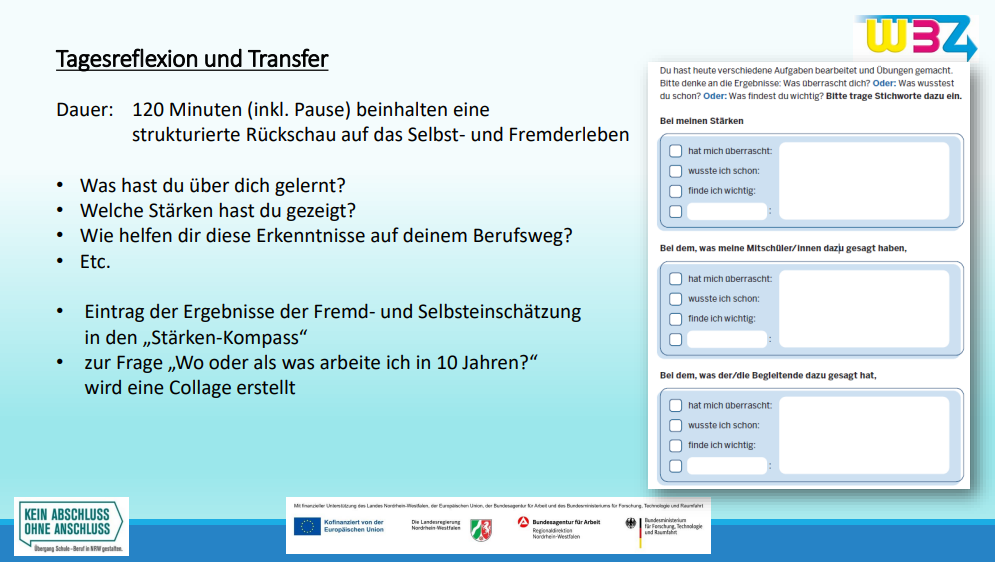 WBZ
Tagesreflexion und Transfer
Dauer: 120 Minuten (inkl. Pause) beinhalten eine
strukturierte Rückschau auf das Selbst- und Fremderleben
• Was hast du über dich gelernt?
• Welche Stärken hast du gezeigt?
• Wie helfen dir diese Erkenntnisse auf deinem Berufsweg?
• Etc.
• Eintrag der Ergebnisse der Fremd- und Selbsteinschätzung
in den „Stärken-Kompass“
• zur Frage „Wo oder als was arbeite ich in 10 Jahren?“
wird eine Collage erstellt
Du hast heute verschiedene Aufgaben bearbeitet und Übungen gemacht.
Bitte denke an die Ergebnisse: Was überrascht dich? Oder: Was wusstest
du schon? Oder: Was findest du wichtig? Bitte trage Stichworte dazu ein.
Bei meinen Stärken
hat mich überrascht:
wusste ich schon:
finde ich wichtig:
:
Bei dem, was meine Mitschüler/innen dazu gesagt haben,
hat mich überrascht:
wusste ich schon:
finde ich wichtig:
:
Bei dem, was der/die Begleitende dazu gesagt hat,
hat mich überrascht:
wusste ich schon:
finde ich wichtig:
:
KEIN ABSCHLUSS
OHNE ANSCHLUSS
Übergang Schule - Beruf in NRW gestalten.
Mit finanzieller Unterstützung des Landes Nordrhein-Westfalen, der Europäischen Union, der Bundesagentur für Arbeit und des Bundesministeriums für Forschung, Technologie und Raumfahrt
Kofinanziert von der
Europäischen Union
Die Landesregierung
Nordrhein-Westfalen
Bundesagentur für Arbeit
Regionaldirektion
Nordrhein-Westfalen
Bundesministerium
für Forschung, Technologie
und Raumfahrt